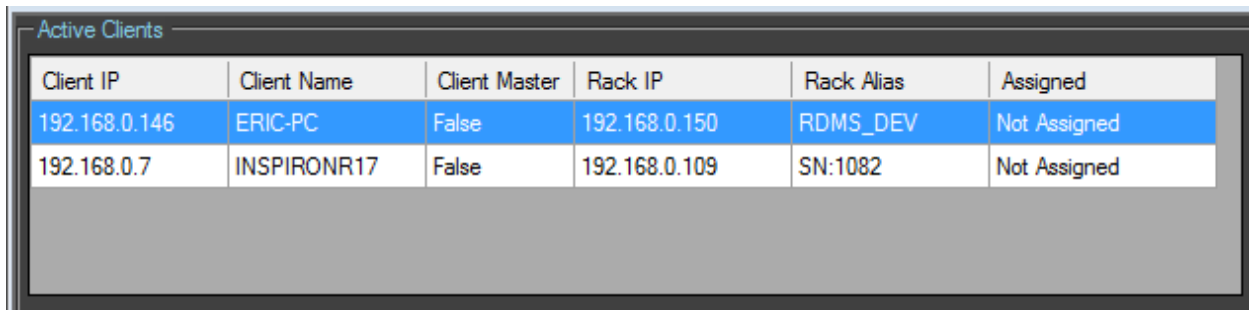 Active Clients
Client IP Client Name Client Master Rack IP Rack Alias Assigned
192.168.0.146 ERIC-PC False 192.168.0.150 RDMS_DEV Not Assigned
192.168.0.7 INSPIRONR17 False 192.168.0.109 SN:1082 Not Assigned